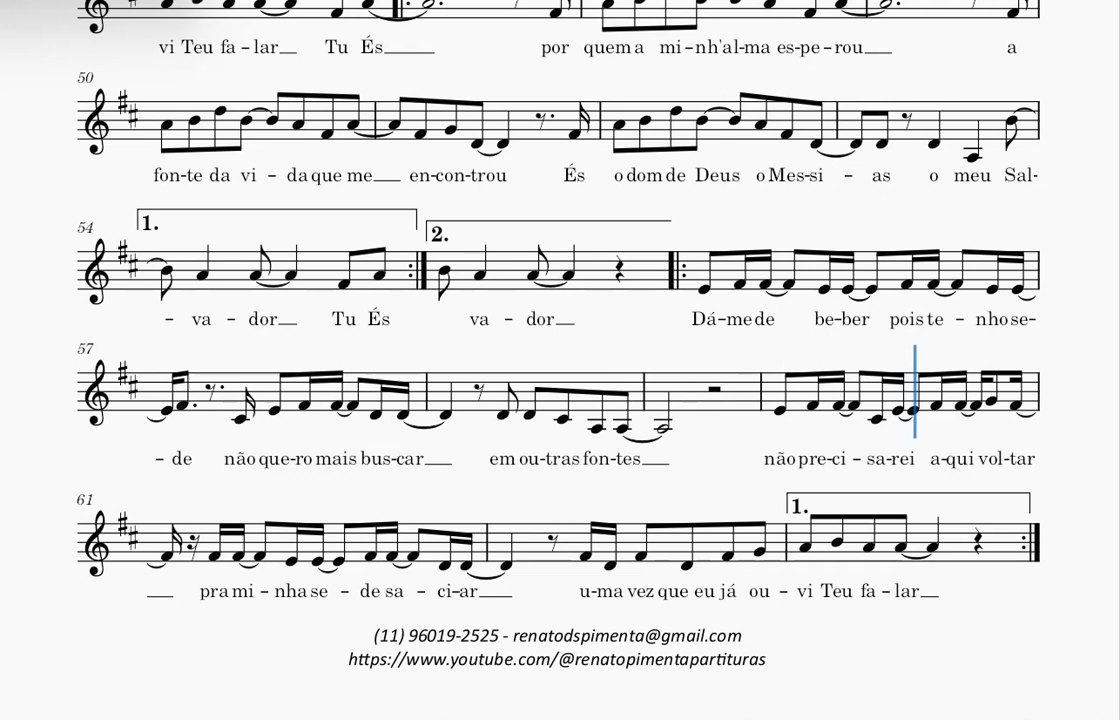 vi Teu fa-lar Tu És por quem a mi-nh'al-ma es-pe-rou a
50
fon-te da vi - da que me en-con-trou És o dom de Deus o Mes-si - as o meu Sal-
54
1. 2.
- va - dor Tu És va - dor Dá-me de be-ber pois te - nho se-
57
- de não que-ro mais bus-car em ou-tras fon-tes não pre-ci - sa-rei a-qui vol-tar
61
1.
pra mi - nha se - de sa - ci-ar u-ma vez que eu já ou - vi Teu fa - lar
(11) 96019-2525 - renatodspimenta@gmail.com
https://www.youtube.com/@renatopimentapartituras